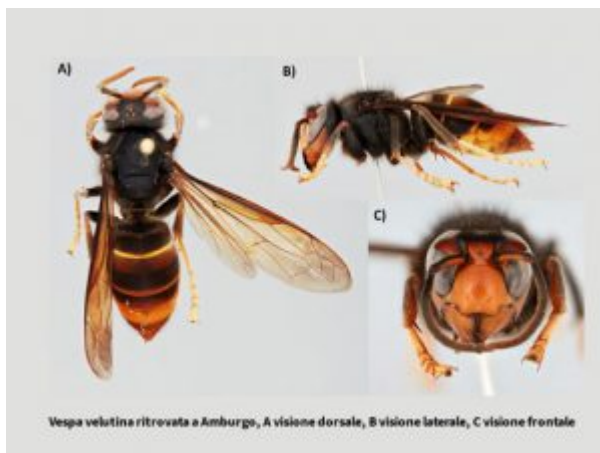 A)
B)
C)
Vespa velutina ritrovata a Amburgo, A visione dorsale, B visione laterale, C visione frontale